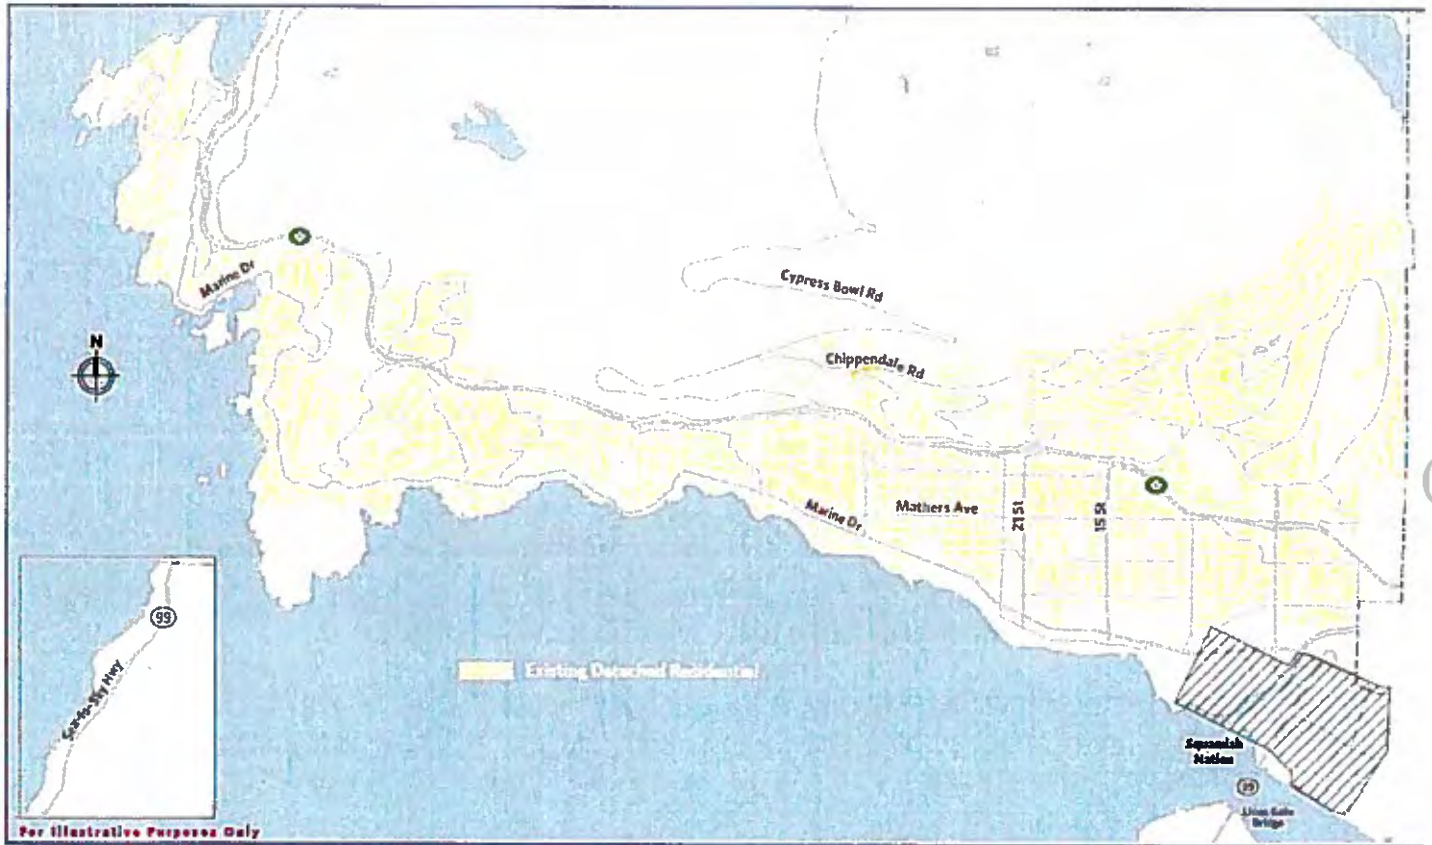 Marine Dr
Cypress Bowl Rd
N
Chippendale Rd
Marine Dr
Mathers Ave
21 St
15 St
99
Sea-to-Sky Hwy
Existing Detached Residential
Squamish
Nation
99
Lions Gate
Bridge
For Illustrative Purposes Only